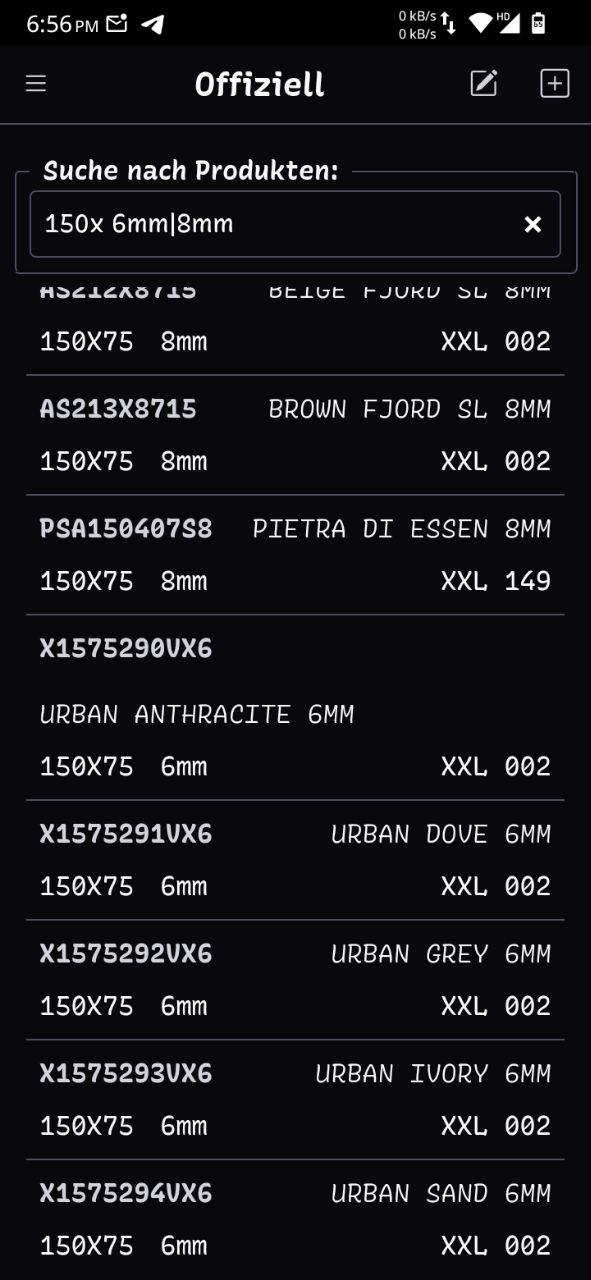 6:56 PM
0 kB/s
0 kB/s
HD
65
Offiziell
Suche nach Produkten:
150x 6mm|8mm
AS212X8715 BEIGE FJORD SL 8MM
150X75 8mm XXL 002
AS213X8715 BROWN FJORD SL 8MM
150X75 8mm XXL 002
PSA150407S8 PIETRA DI ESSEN 8MM
150X75 8mm XXL 149
X1575290VX6
URBAN ANTHRACITE 6MM
150X75 6mm XXL 002
X1575291VX6 URBAN DOVE 6MM
150X75 6mm XXL 002
X1575292VX6 URBAN GREY 6MM
150X75 6mm XXL 002
X1575293VX6 URBAN IVORY 6MM
150X75 6mm XXL 002
X1575294VX6 URBAN SAND 6MM
150X75 6mm XXL 002